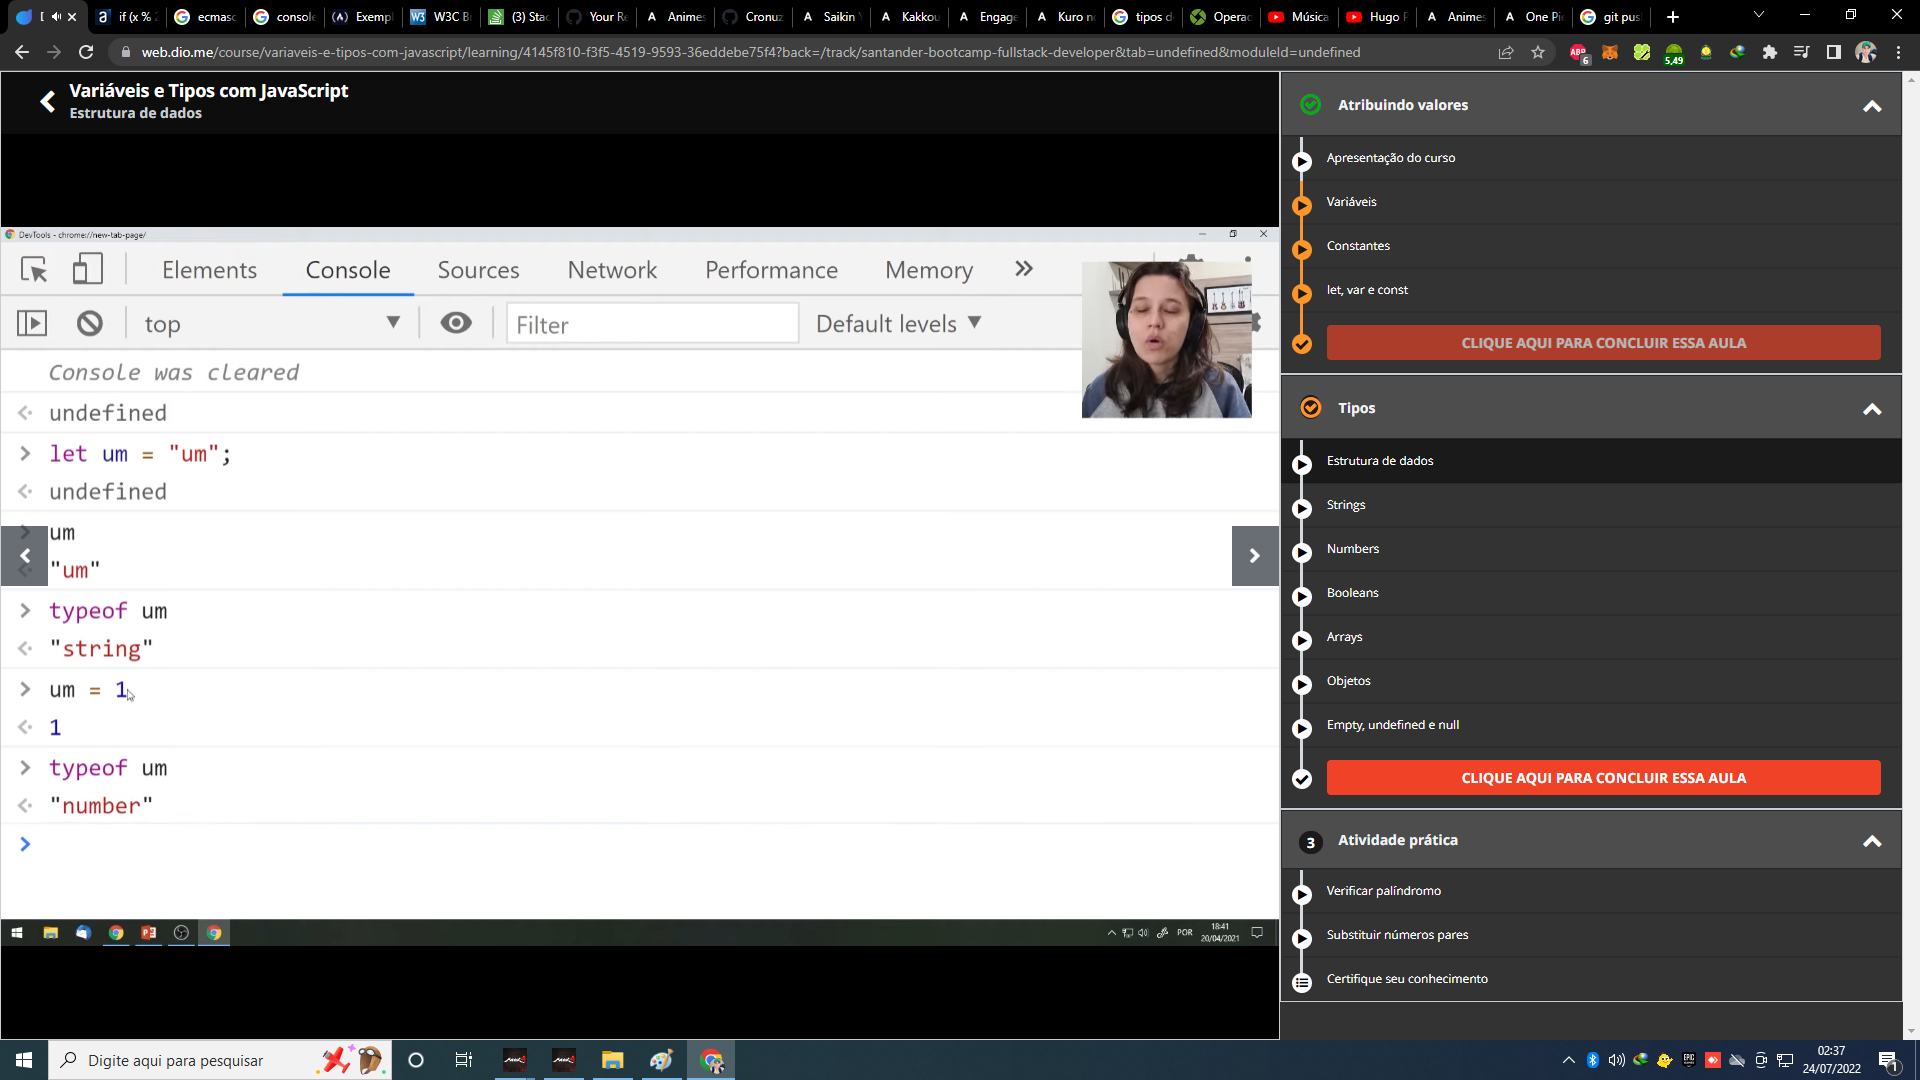 if (x %
ecmasc
console
Exempl
W3C B
(3) Stac
Your Re
Animes
Cronuz
Saikin
Kakkou
Engage
Kuro n
tipos d
Operac
Música
Hugo
Animes
One Pi
git pus
web.dio.me/course/variaveis-e-tipos-com-javascript/learning/4145f810-f3f5-4519-9593-36eddebe75f4?back=/track/santander-bootcamp-fullstack-developer&tab=undefined&moduleId=undefined
6
5,49
Variáveis e Tipos com JavaScript
Estrutura de dados
DevTools - chrome://new-tab-page/
Elements
Console
Sources
Network
Performance
Memory
top
Filter
Default levels
Console was cleared
undefined
let um = "um";
undefined
um
"um"
typeof um
"string"
um = 1
1
typeof um
"number"
POR
18:41
20/04/2021
Atribuindo valores
Apresentação do curso
Variáveis
Constantes
let, var e const
CLIQUE AQUI PARA CONCLUIR ESSA AULA
Tipos
Estrutura de dados
Strings
Numbers
Booleans
Arrays
Objetos
Empty, undefined e null
CLIQUE AQUI PARA CONCLUIR ESSA AULA
3
Atividade prática
Verificar palíndromo
Substituir números pares
Certifique seu conhecimento
Digite aqui para pesquisar
02:37
24/07/2022
1